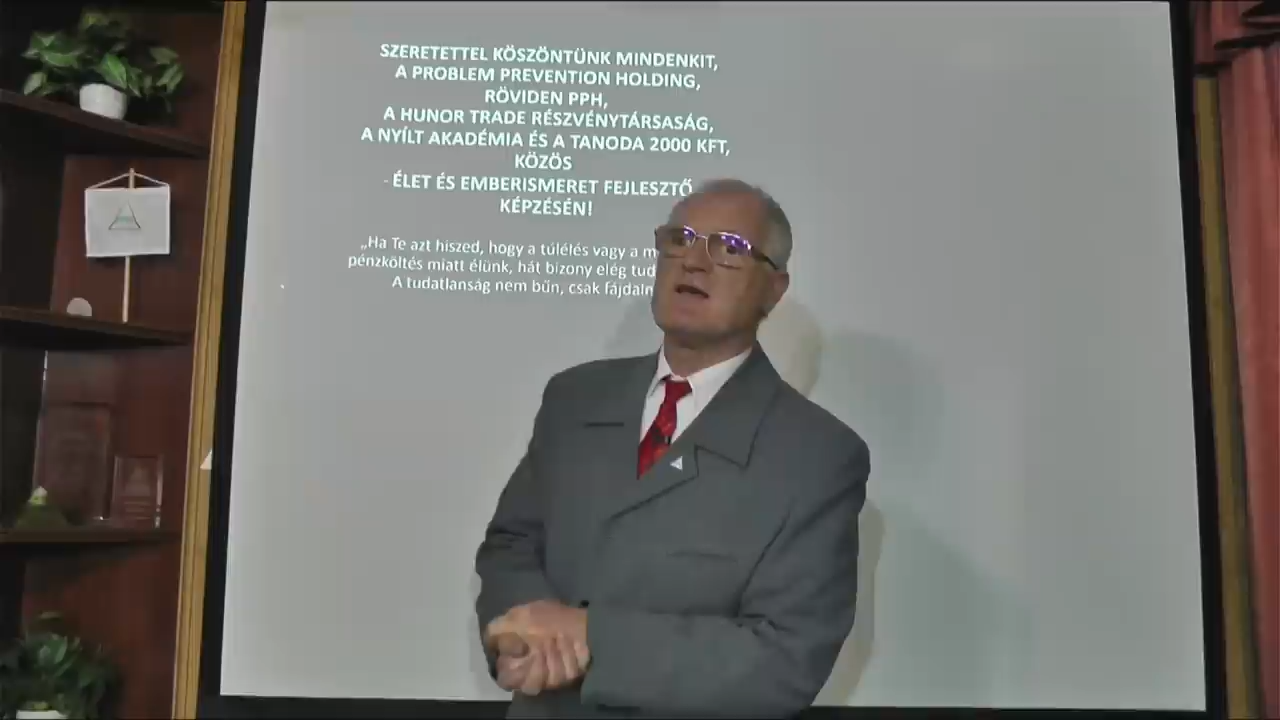 SZERETETTEL KÖSZÖNTÜNK MINDENKIT,
A PROBLEM PREVENTION HOLDING,
RÖVIDEN PPH,
A HUNOR TRADE RÉSZVÉNYTÁRSASÁG,
A NYÍLT AKADÉMIA ÉS A TANODA 2000 KFT,
KÖZÖS
- ÉLET ÉS EMBERISMERET FEJLESZTŐ
KÉPZÉSÉN!
„Ha Te azt hiszed, hogy a túlélés vagy a
pénzköltés miatt élünk, hát bizony elég
A tudatlanság nem bűn, csak